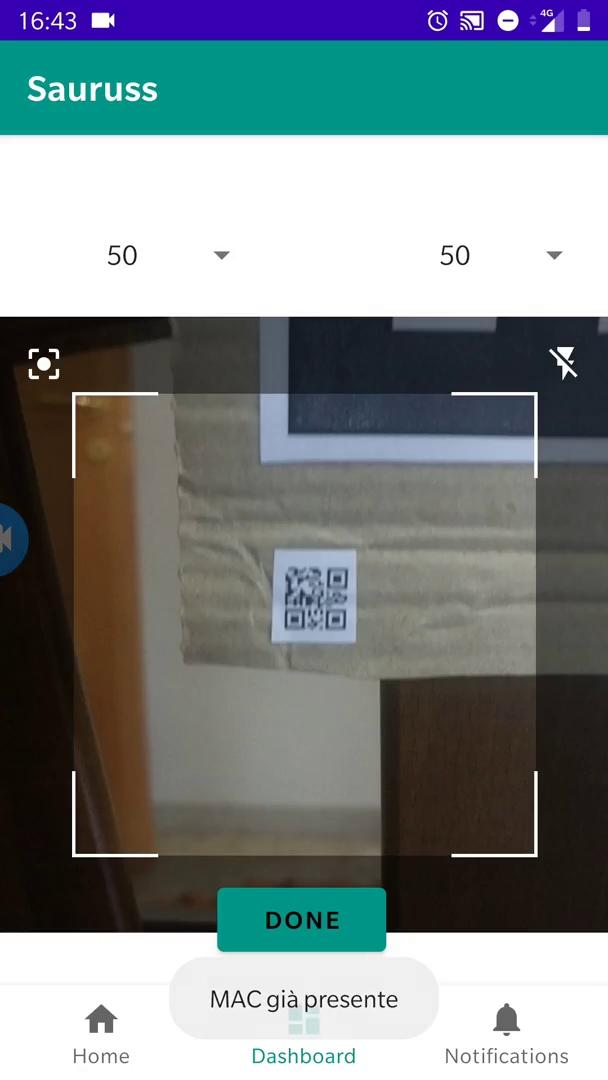 16:43
4G
Sauruss
50 50
DONE
MAC già presente
Home Dashboard Notifications